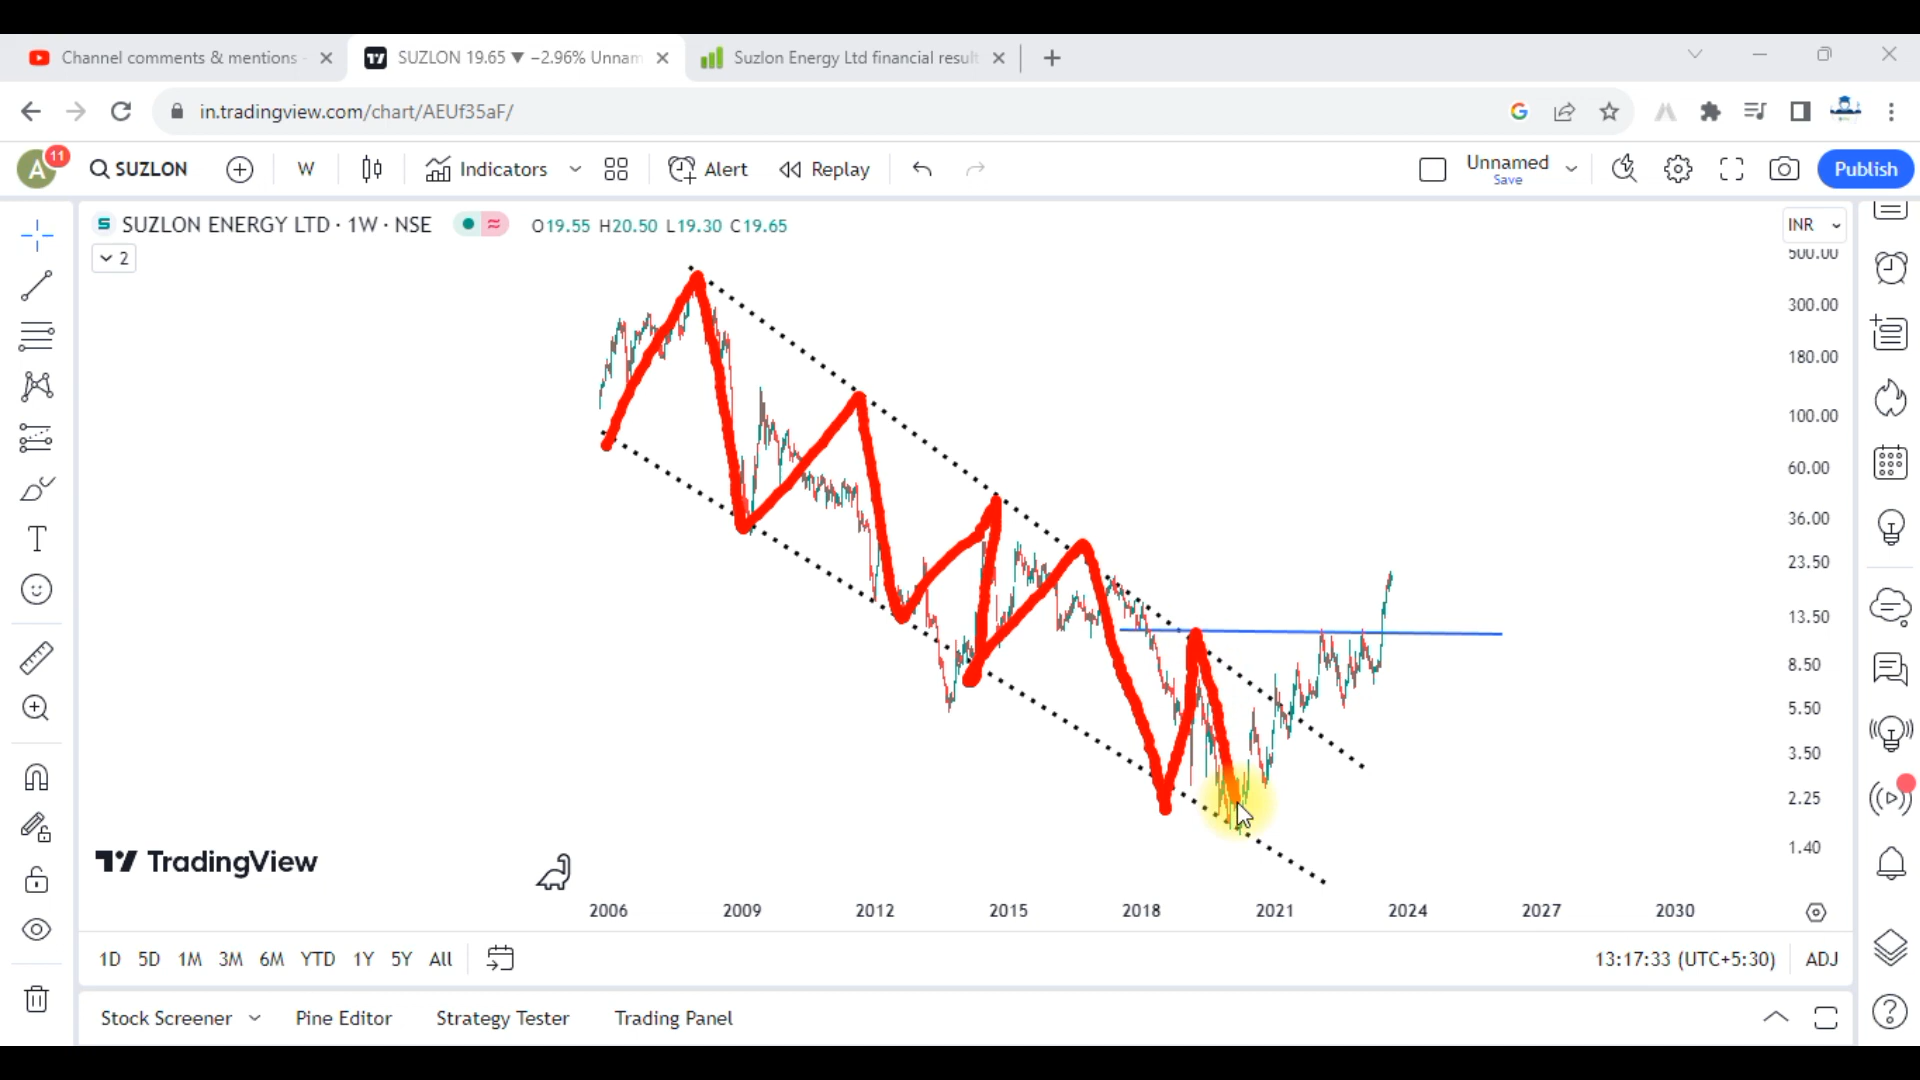 Channel comments & mentions -
SUZLON 19.65 ▼ −2.96% Unnam
Suzlon Energy Ltd financial result
in.tradingview.com/chart/AEUf35aF/
A 11
SUZLON
W
Indicators
Alert
Replay
Unnamed
Save
Publish
SUZLON ENERGY LTD · 1W · NSE
O19.55 H20.50 L19.30 C19.65
INR
2
500.00
300.00
180.00
100.00
60.00
36.00
23.50
13.50
8.50
5.50
3.50
2.25
1.40
TradingView
2006 2009 2012 2015 2018 2021 2024 2027 2030
1D 5D 1M 3M 6M YTD 1Y 5Y All
13:17:33 (UTC+5:30) ADJ
Stock Screener Pine Editor Strategy Tester Trading Panel